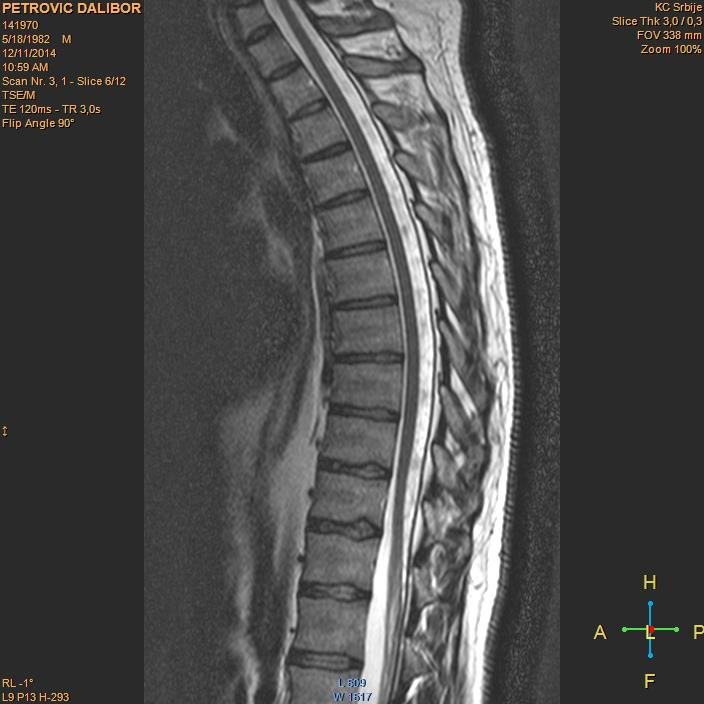 PETROVIC DALIBOR
141970
5/18/1982 M
12/11/2014
10:59 AM
Scan Nr. 3, 1 - Slice 6/12
TSE/M
TE 120ms - TR 3,0s
Flip Angle 90°
KC Srbije
Slice Thk 3,0 / 0,3
FOV 338 mm
Zoom 100%
H
A
L
P
F
RL -1°
L9 P13 H-293
L 509
W 1517